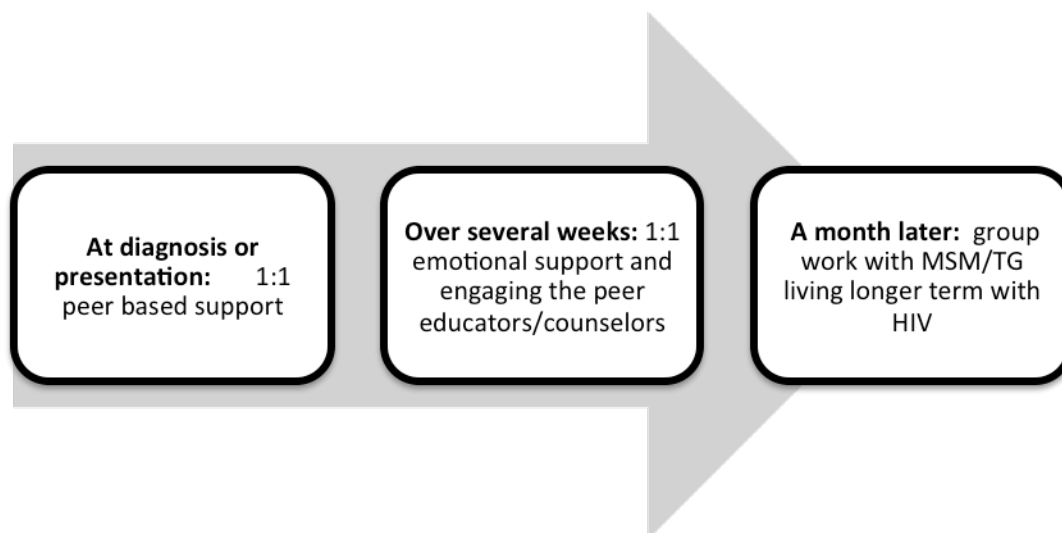 At diagnosis or
presentation: 1:1
peer based support
Over several weeks: 1:1
emotional support and
engaging the peer
educators/counselors
A month later: group
work with MSM/TG
living longer term with
HIV